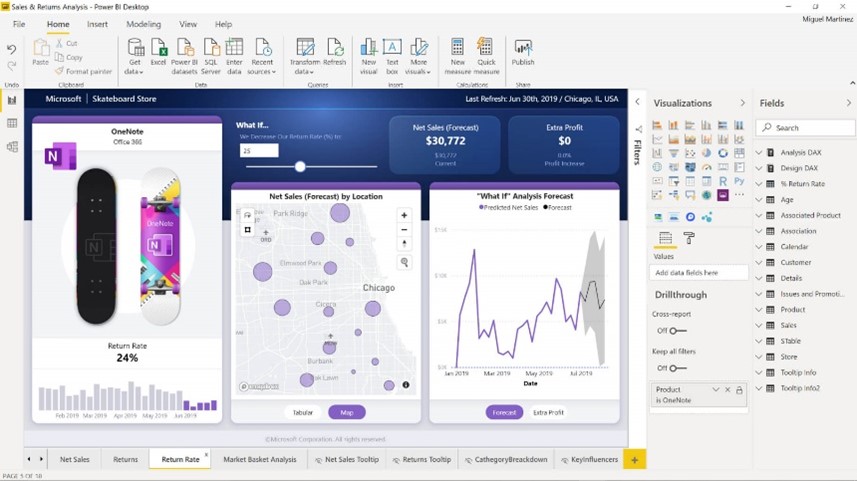 Sales & Returns Analysis - Power BI Desktop
Miguel Martinez
File Home Insert Modeling View Help
Cut
Copy
Format painter
Paste
Get data
Excel
Power BI datasets
SQL Server
Enter data
Recent sources
Transform data
Refresh
New visual
Text box
More visuals
New measure
Quick measure
Publish
Undo
Clipboard
Data
Queries
Insert
Calculations
Share
Microsoft | Skateboard Store
Last Refresh: Jun 30th, 2019 / Chicago, IL, USA
OneNote
Office 365
N
OneNote
N
Return Rate
24%
Feb 2019 Mar 2019 Apr 2019 May 2019 Jun 2019
What If...
We Decrease Our Return Rate (%) to:
25
Net Sales (Forecast)
$30,772
$30,772
Current
Extra Profit
$0
0.0%
Profit Increase
Net Sales (Forecast) by Location
Park Ridge
Elmwood Park
Oak Park
Chicago
Cicero
Burbank
Oak Lawn
mapbox
"What If" Analysis Forecast
Predicted Net Sales Forecast
$10K
$5K
$0K
Jan 2019 Mar 2019 May 2019 Jul 2019
Date
Tabular Map
Forecast Extra Profit
©Microsoft Corporation. All rights reserved.
Filters
Visualizations
R Py
Values
Add data fields here
Drillthrough
Cross-report
Off
Keep all filters
Off
Product
is OneNote
Fields
Search
Analysis DAX
Design DAX
% Return Rate
Age
Associated Product
Association
Calendar
Customer
Details
Issues and Promoti...
Product
Sales
STable
Store
Tooltip Info
Tooltip Info2
Net Sales Returns Return Rate Market Basket Analysis Net Sales Tooltip Returns Tooltip CathegoryBreakdown KeyInfluencers
PAGE 5 OF 18